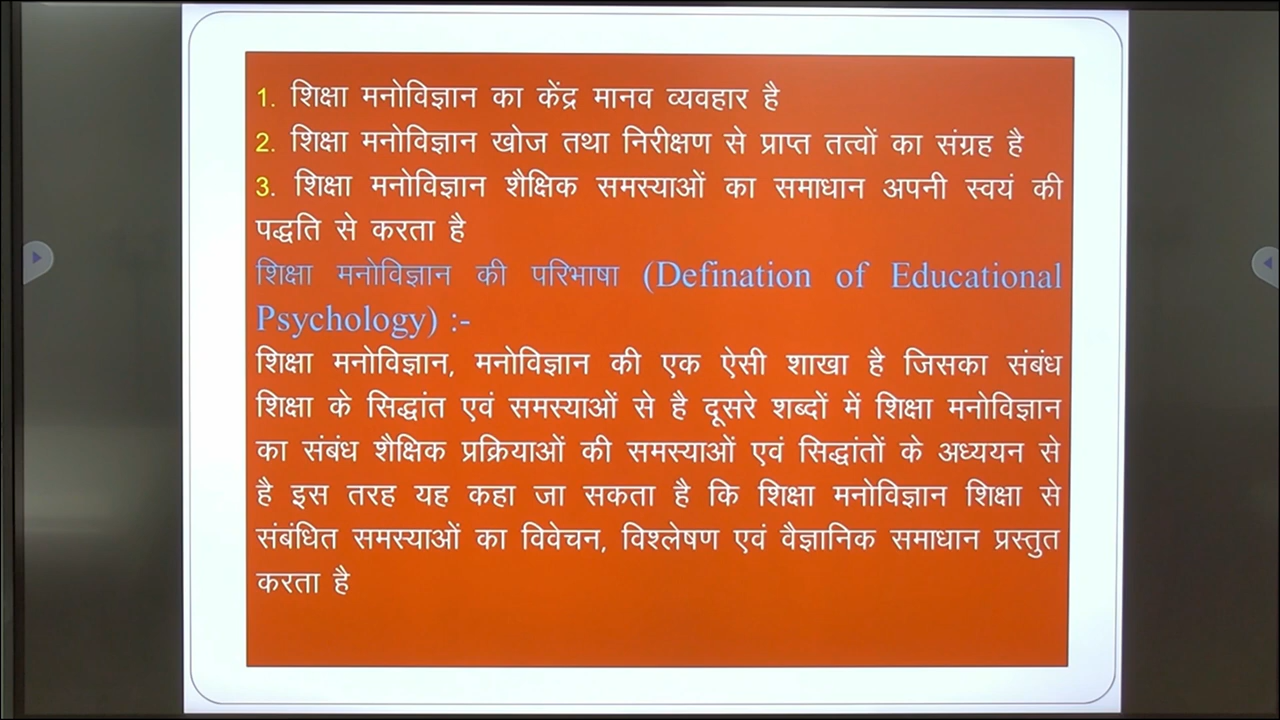 1. शिक्षा मनोविज्ञान का केंद्र मानव व्यवहार है
2. शिक्षा मनोविज्ञान खोज तथा निरीक्षण से प्राप्त तत्वों का संग्रह है
3. शिक्षा मनोविज्ञान शैक्षिक समस्याओं का समाधान अपनी स्वयं की
पद्धति से करता है
शिक्षा मनोविज्ञान की परिभाषा (Defination of Educational
Psychology) :-
शिक्षा मनोविज्ञान, मनोविज्ञान की एक ऐसी शाखा है जिसका संबंध
शिक्षा के सिद्धांत एवं समस्याओं से है दूसरे शब्दों में शिक्षा मनोविज्ञान
का संबंध शैक्षिक प्रक्रियाओं की समस्याओं एवं सिद्धांतों के अध्ययन से
है इस तरह यह कहा जा सकता है कि शिक्षा मनोविज्ञान शिक्षा से
संबंधित समस्याओं का विवेचन, विश्लेषण एवं वैज्ञानिक समाधान प्रस्तुत
करता है